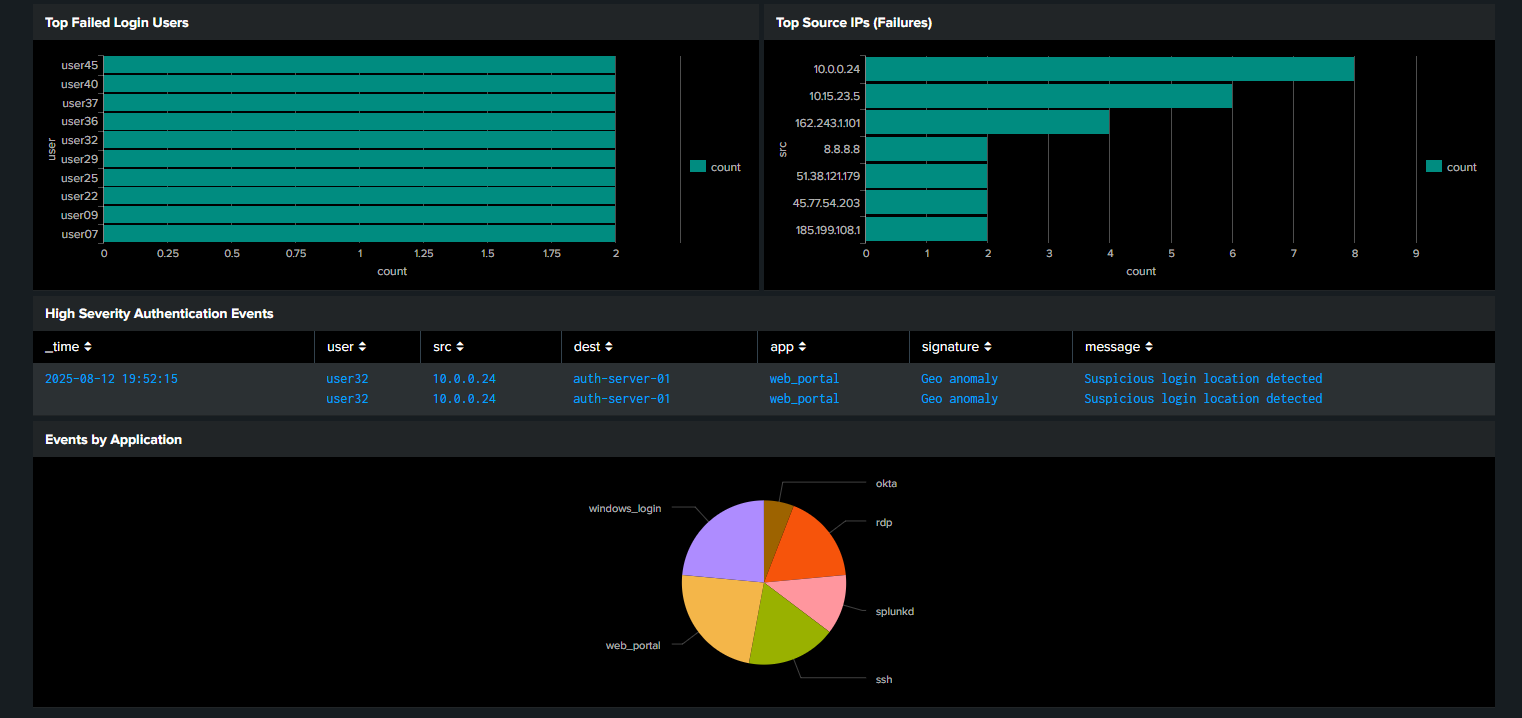 Top Failed Login Users
user
user45
user40
user37
user36
user32
user29
user25
user22
user09
user07
0 0.25 0.5 0.75 1 1.25 1.5 1.75 2
count
count
Top Source IPs (Failures)
src
10.0.0.24
10.15.23.5
162.243.1.101
8.8.8.8
51.38.121.179
45.77.54.203
185.199.108.1
0 1 2 3 4 5 6 7 8 9
count
count
High Severity Authentication Events
_time user src dest app signature message
2025-08-12 19:52:15 user32 10.0.0.24 auth-server-01 web_portal Geo anomaly Suspicious login location detected
user32 10.0.0.24 auth-server-01 web_portal Geo anomaly Suspicious login location detected
Events by Application
okta
windows_login
rdp
splunkd
web_portal
ssh